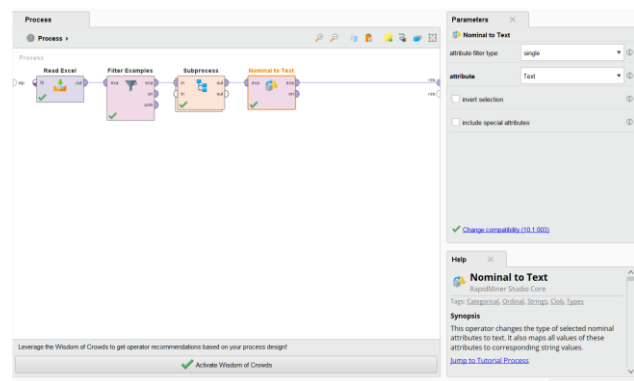 Process
Process
Process
Read Excel
Filter Examples
Subprocess
Nominal to Text
inp
fil
out
exa
exa
ori
unm
in
out
in
out
exa
exa
ori
res
res
Leverage the Wisdom of Crowds to get operator recommendations based on your process design!
Activate Wisdom of Crowds
Parameters
Nominal to Text
attribute filter type
single
attribute
Text
invert selection
include special attributes
Change compatibility (10.1.003)
Help
Nominal to Text
RapidMiner Studio Core
Tags: Categorical, Ordinal, Strings, Clob, Types
Synopsis
This operator changes the type of selected nominal
attributes to text. It also maps all values of these
attributes to corresponding string values.
Jump to Tutorial Process